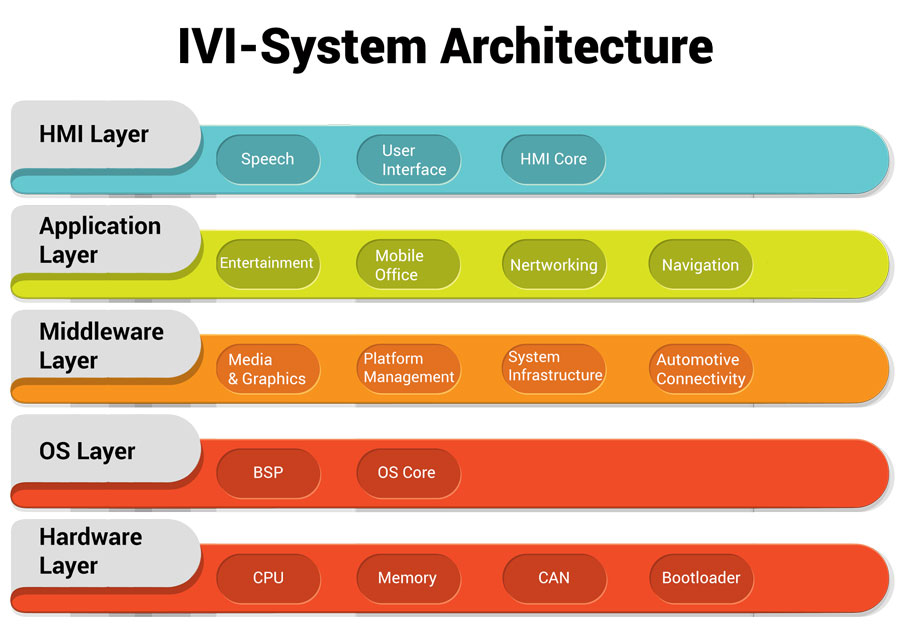 IVI-System Architecture
HMI Layer
Speech
User
Interface
HMI Core
Application
Layer
Entertainment
Mobile
Office
Nertworking
Navigation
Middleware
Layer
Media
& Graphics
Platform
Management
System
Infrastructure
Automotive
Connectivity
OS Layer
BSP
OS Core
Hardware
Layer
CPU
Memory
CAN
Bootloader